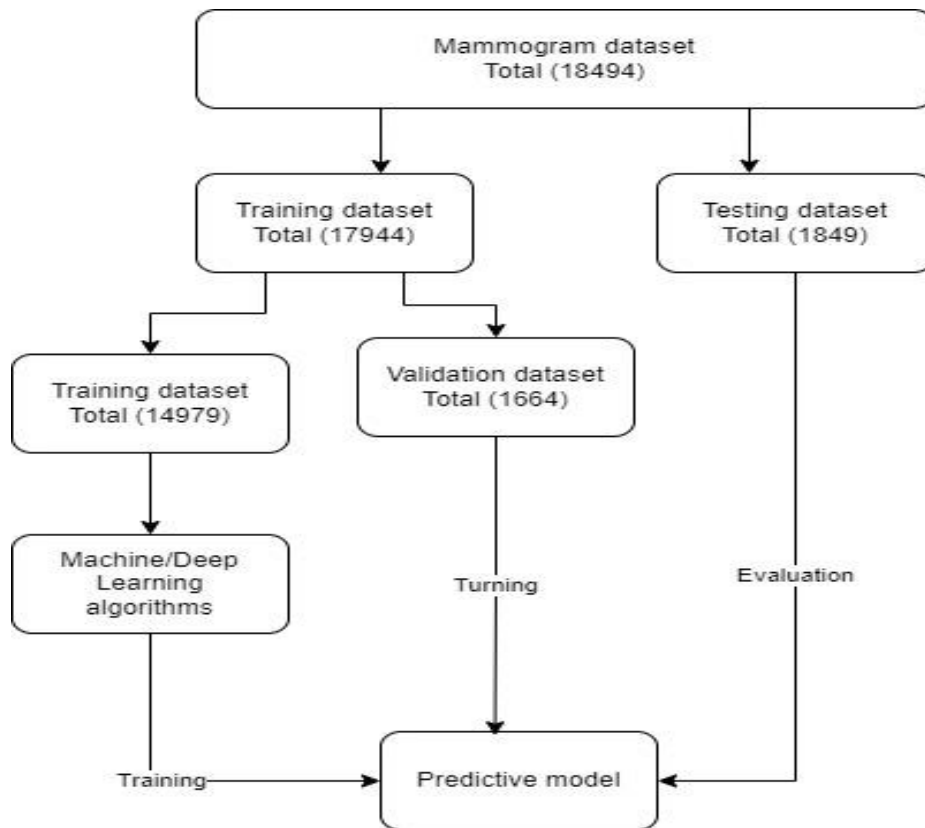 Mammogram dataset
Total (18494)
Training dataset
Total (17944)
Testing dataset
Total (1849)
Training dataset
Total (14979)
Validation dataset
Total (1664)
Machine/Deep
Learning
algorithms
Turning
Evaluation
Training
Predictive model